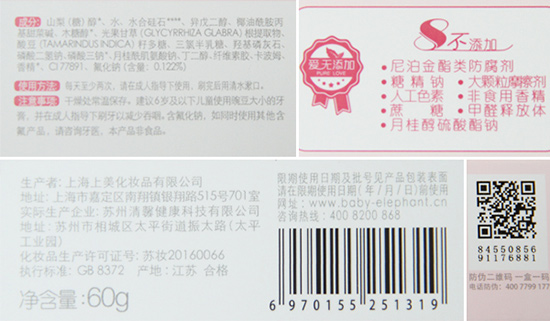 成分：山梨（糖）醇*、水、水合硅石****、异戊二醇、椰油酰胺丙
基甜菜碱、木糖醇*、光果甘草(GLYCYRRHIZA GLABRA)根提取物、
酸豆(TAMARINDUS INDICA)籽多糖、三氯半乳糖、羟基磷灰石、
磷酸二氢钠、磷酸三钠*、月桂酰肌氨酸钠、丁二醇、纤维素胶、卡波姆、
香精*、CI 77891、氟化钠（含氟：0.122%）
使用方法：每天至少两次，请在成人指导下使用，刷完后用清水漱口。
注意事项：干燥处常温保存。建议6岁及以下儿童使用豌豆大小的牙
膏，并在成人指导下刷牙以减少吞咽。含氟化钠，如同时使用其他含
氟产品，请咨询牙医。本产品非食品。
爱无添加
PURE LOVE
8不添加
• 尼泊金酯类防腐剂
• 糖精钠 • 大颗粒摩擦剂
• 人工色素 • 非食用香精
• 蔗糖 • 甲醛释放体
• 月桂醇硫酸酯钠
生产者：上海上美化妆品有限公司
地址：上海市嘉定区南翔镇银翔路515号701室
实际生产企业：苏州清馨健康科技有限公司
地址：苏州市相城区太平街道振太路（太平
工业园）
化妆品生产许可证号：苏妆20160066
执行标准：GB 8372 产地：江苏 合格
净含量：60g
限期使用日期及批号见产品包装表面
请在限期使用日期（年/月/日）前使用
网址：www.baby-elephant.cn
咨询热线：400 8200 868
6 970155 251319
84550856
91176881
防伪二维码 一盒一码
电话防伪：400 7799 177